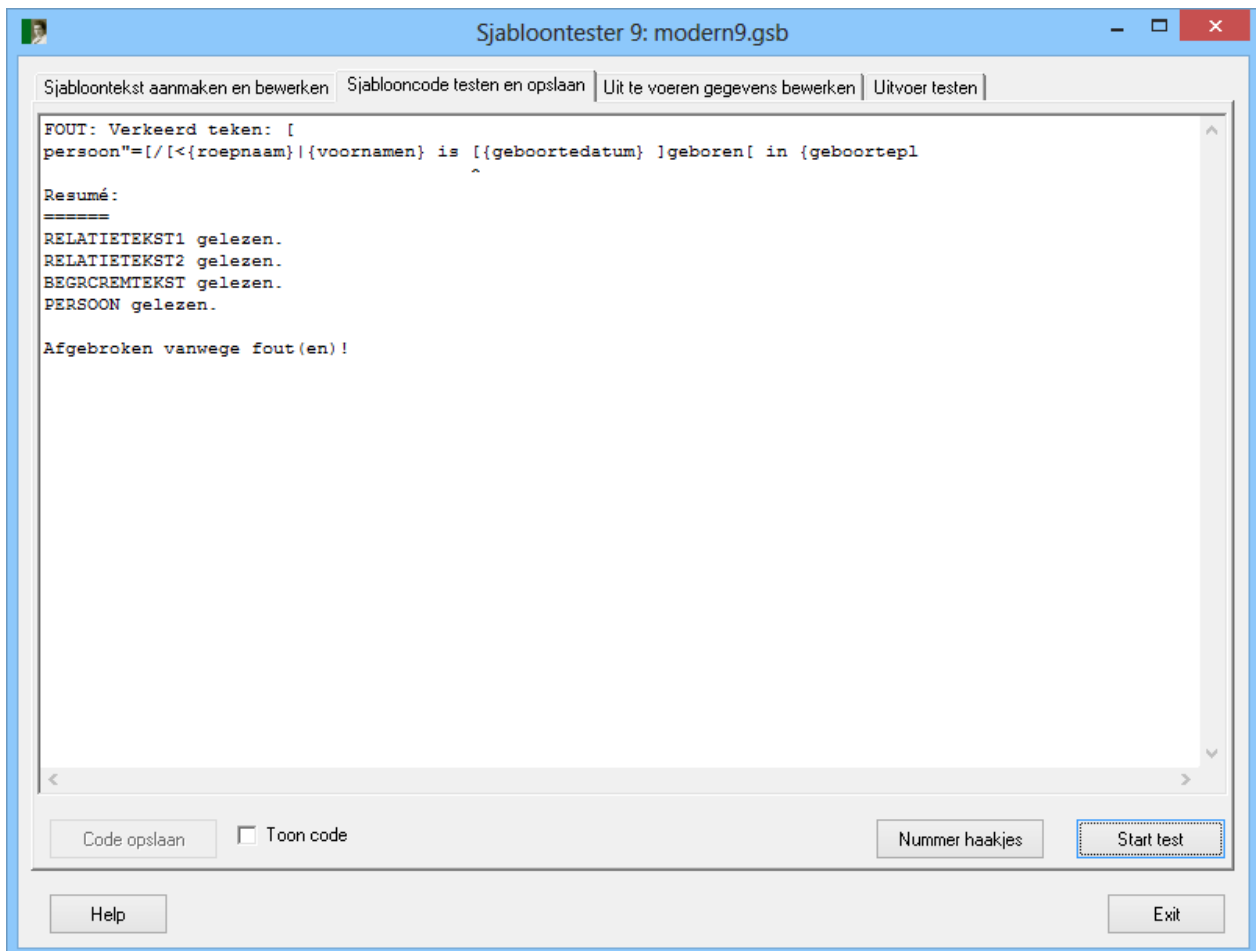 Sjabloontester 9: modern9.gsb
Sjabloontekst aanmaken en bewerken Sjablooncode testen en opslaan Uit te voeren gegevens bewerken Uitvoer testen
FOUT: Verkeerd teken: [
persoon"=[/[<{roepnaam}|{voornamen} is [{geboortedatum} ]geboren[ in {geboortepl
^
Resumé:
======
RELATIETEKST1 gelezen.
RELATIETEKST2 gelezen.
BEGRCREMTEKST gelezen.
PERSOON gelezen.
Afgebroken vanwege fout(en)!
Code opslaan Toon code Nummer haakjes Start test
Help Exit